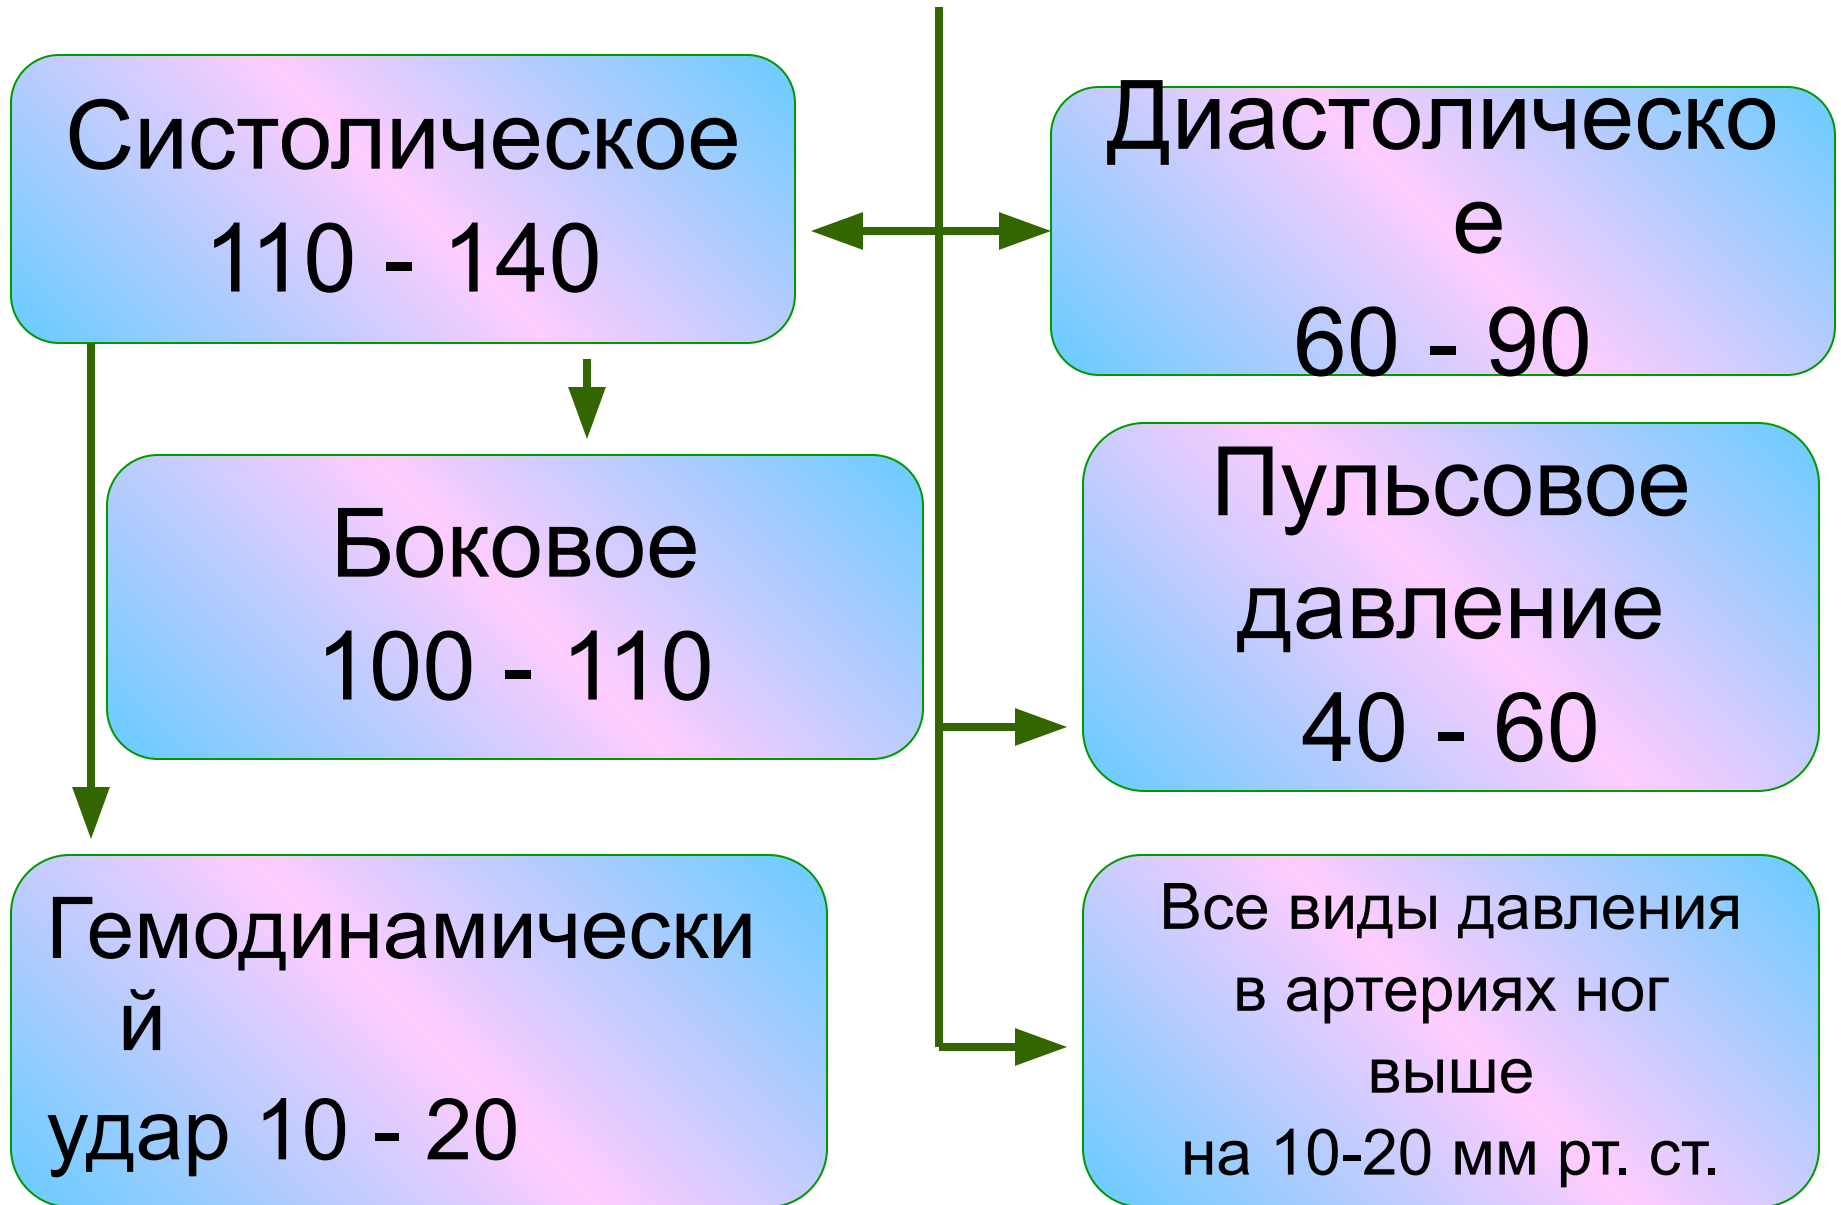 Систолическое
110 - 140
Диастолическо
е
60 - 90
Боковое
100 - 110
Пульсовое
давление
40 - 60
Гемодинамически
й
удар 10 - 20
Все виды давления
в артериях ног
выше
на 10-20 мм рт. ст.